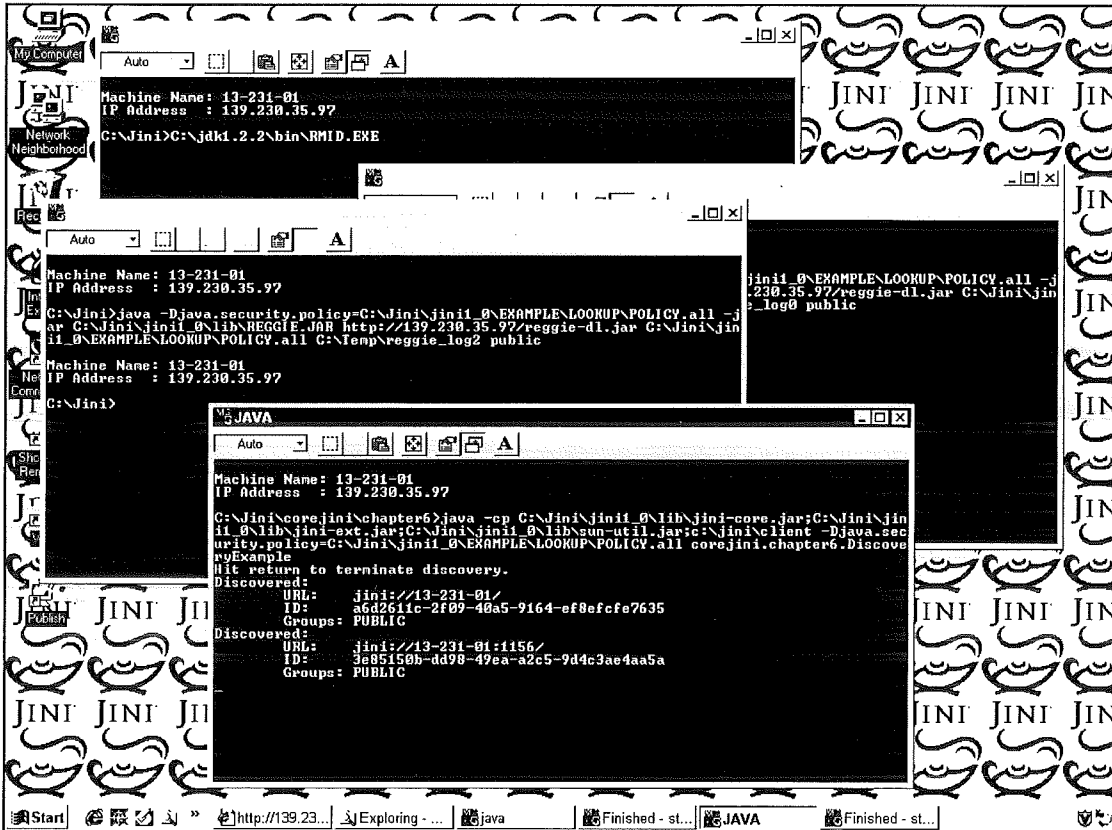 My Computer
Auto
A
Machine Name: 13-231-01
IP Address  : 139.230.35.97
C:\Jini>C:\jdk1.2.2\bin\RMID.EXE
Network
Neighborhood
JINI JINI
Auto
A
Machine Name: 13-231-01
IP Address  : 139.230.35.97
C:\Jini>java -Djava.security.policy=C:\Jini\jini1_0\EXAMPLE\LOOKUP\POLICY.all -j
ar C:\Jini\jini1_0\lib\REGGIE.JAR http://139.230.35.97/reggie-dl.jar C:\Jini\jin
i1_0\EXAMPLE\LOOKUP\POLICY.all C:\Temp\reggie_log2 public
Machine Name: 13-231-01
IP Address  : 139.230.35.97
C:\Jini>
jini1_0\EXAMPLE\LOOKUP\POLICY.all -j
.230.35.97/reggie-dl.jar C:\Jini\jin
e_log0 public
JAVA
Auto
A
Machine Name: 13-231-01
IP Address  : 139.230.35.97
C:\Jini\corejini\chapter6>java -cp C:\Jini\jini1_0\lib\jini-core.jar;C:\Jini\jin
i1_0\lib\jini-ext.jar;C:\Jini\jini1_0\lib\sun-util.jar;c:\jini\client -Djava.sec
urity.policy=C:\Jini\jini1_0\EXAMPLE\LOOKUP\POLICY.all corejini.chapter6.Discove
ryExample
Hit return to terminate discovery.
Discovered:
URL:     jini://13-231-01/
ID:      a6d2611c-2f09-40a5-9164-ef8efcfe7635
Groups: PUBLIC
Discovered:
URL:     jini://13-231-01:1156/
ID:      3e85150b-dd98-49ea-a2c5-9d4c3ae4aa5a
Groups: PUBLIC
Publish
JINI JINI
JINI JINI
Start
http://139.23...
Exploring - ...
java
Finished - st...
JAVA
Finished - st...